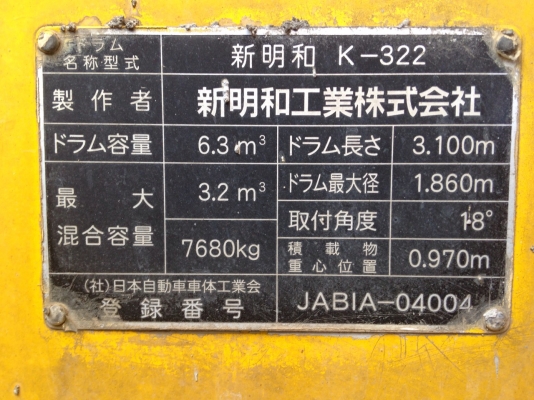 ドラム
名称型式
新明和 K-322
製作者
新明和工業株式会社
ドラム容量
6.3 m³
ドラム長さ
3.100m
最大
混合容量
3.2 m³
7680kg
ドラム最大径
1.860m
取付角度
18°
積載物
重心位置
0.970m
(社)日本自動車車体工業会
登録番号
JABIA-04004